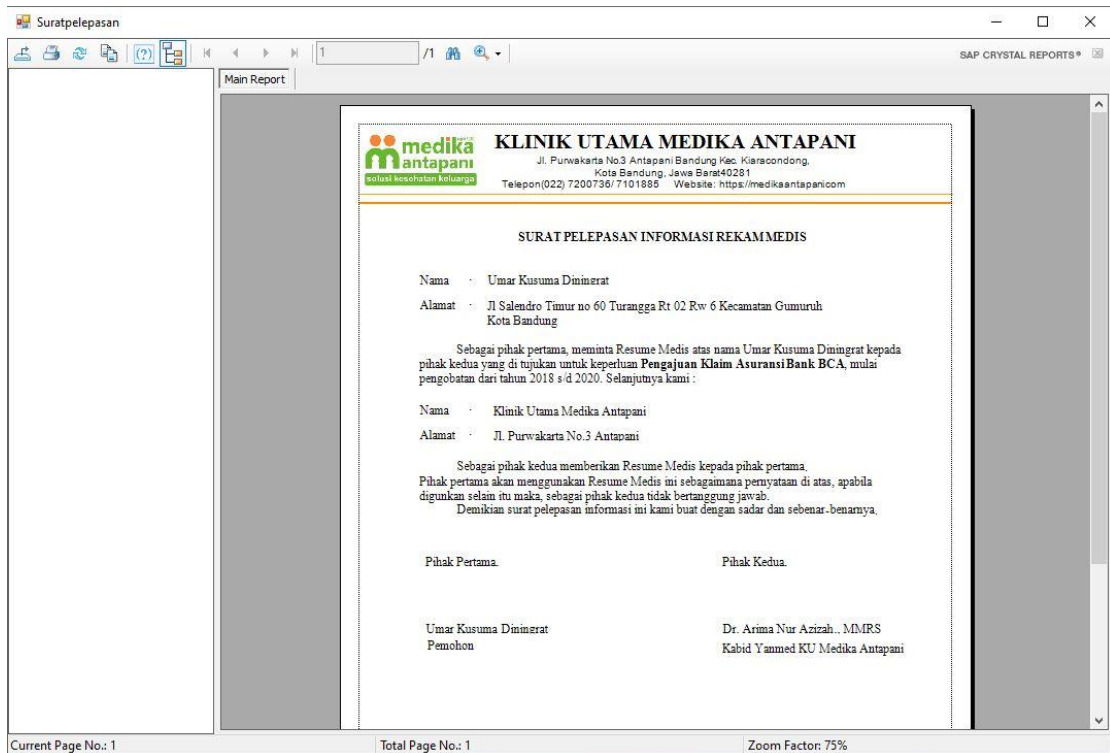 Suratpelepasan
1 /1 SAP CRYSTAL REPORTS®
Main Report
medika antapani
solusi kesehatan keluarga
KLINIK UTAMA MEDIKA ANTAPANI
Jl. Purwakarta No.3 Antapani Bandung Kec. Kiaracondong,
Kota Bandung, Jawa Barat40281
Telepon(022) 7200736/ 7101885 Website: https://medikaantapanicom
SURAT PELEPASAN INFORMASI REKAM MEDIS
Nama : Umar Kusuma Diningrat
Alamat : Jl Salendro Timur no 60 Turangga Rt 02 Rw 6 Kecamatan Gumuruh
Kota Bandung
Sebagai pihak pertama, meminta Resume Medis atas nama Umar Kusuma Diningrat kepada
pihak kedua yang di tujukan untuk keperluan Pengajuan Klaim Asuransi Bank BCA, mulai
pengobatan dari tahun 2018 s/d 2020. Selanjutnya kami :
Nama : Klinik Utama Medika Antapani
Alamat : Jl. Purwakarta No.3 Antapani
Sebagai pihak kedua memberikan Resume Medis kepada pihak pertama.
Pihak pertama akan menggunakan Resume Medis ini sebagaimana pernyataan di atas, apabila
digunkan selain itu maka, sebagai pihak kedua tidak bertanggung jawab.
Demikian surat pelepasan informasi ini kami buat dengan sadar dan sebenar-benarnya.
Pihak Pertama. Pihak Kedua.
Umar Kusuma Diningrat Dr. Arima Nur Azizah., MMRS
Pemohon Kabid Yanmed KU Medika Antapani
Current Page No.: 1 Total Page No.: 1 Zoom Factor: 75%